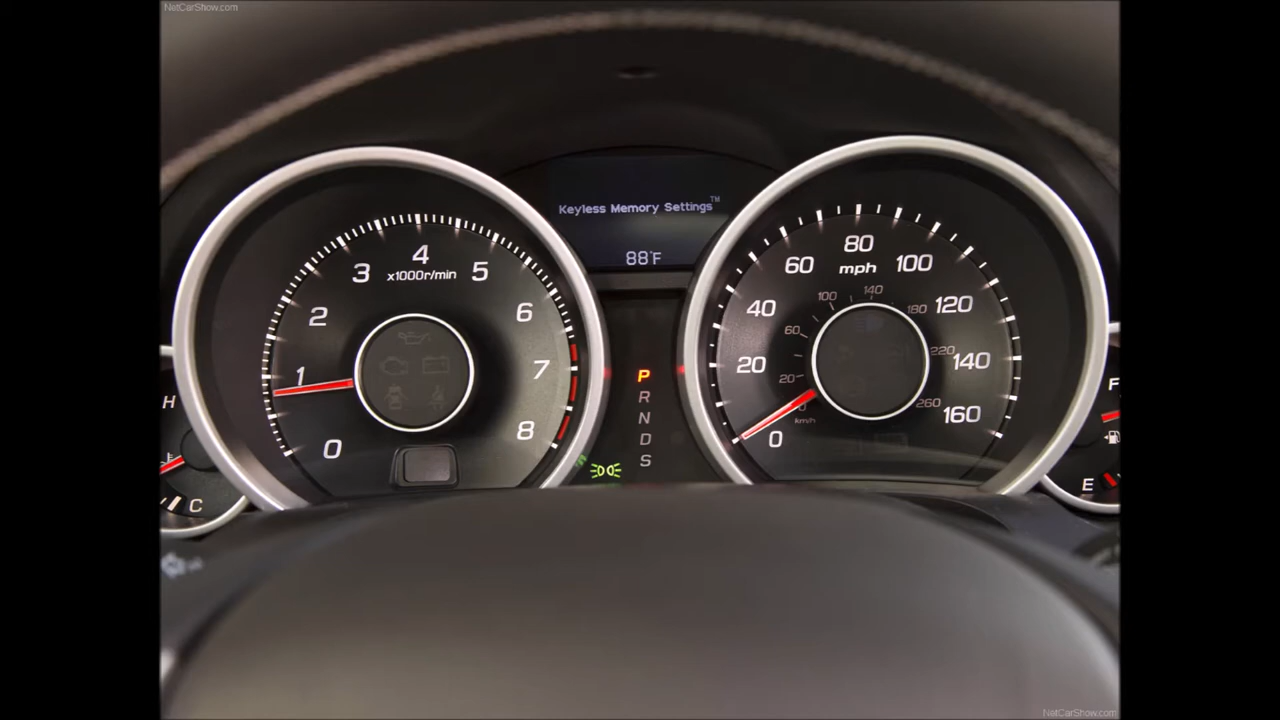 NetCarShow.com
Keyless Memory Settings™
88°F
0
1
2
3
4
5
6
7
8
x1000r/min
H
C
P
R
N
D
S
0
20
40
60
80
100
120
140
160
mph
20
60
100
140
180
220
260
km/h
F
E
NetCarShow.com